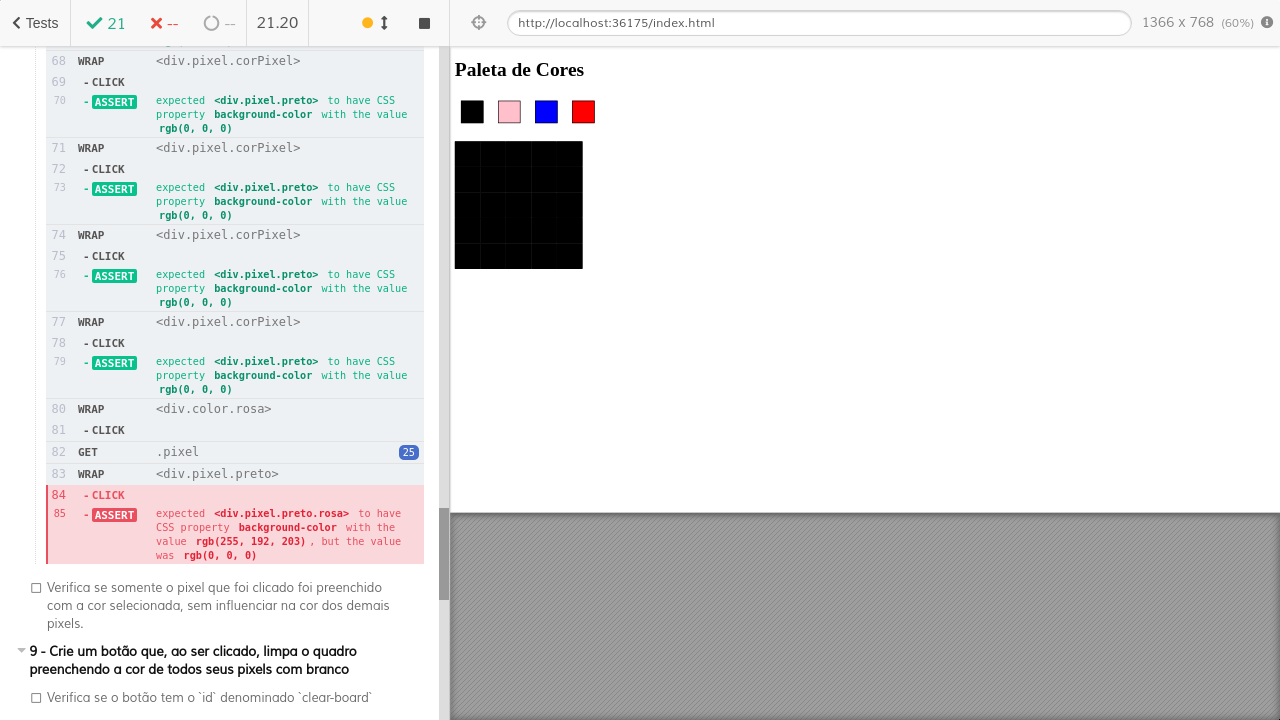 Tests
21
--
--
21.20
http://localhost:36175/index.html
1366 x 768 (60%)
68 WRAP <div.pixel.corPixel>
69 -CLICK
70 -ASSERT expected <div.pixel.preto> to have CSS
property background-color with the value
rgb(0, 0, 0)
71 WRAP <div.pixel.corPixel>
72 -CLICK
73 -ASSERT expected <div.pixel.preto> to have CSS
property background-color with the value
rgb(0, 0, 0)
74 WRAP <div.pixel.corPixel>
75 -CLICK
76 -ASSERT expected <div.pixel.preto> to have CSS
property background-color with the value
rgb(0, 0, 0)
77 WRAP <div.pixel.corPixel>
78 -CLICK
79 -ASSERT expected <div.pixel.preto> to have CSS
property background-color with the value
rgb(0, 0, 0)
80 WRAP <div.color.rosa>
81 -CLICK
82 GET .pixel 25
83 WRAP <div.pixel.preto>
84 -CLICK
85 -ASSERT expected <div.pixel.preto.rosa> to have
CSS property background-color with the
value rgb(255, 192, 203), but the value
was rgb(0, 0, 0)
Verifica se somente o pixel que foi clicado foi preenchido
com a cor selecionada, sem influenciar na cor dos demais
pixels.
9 - Crie um botão que, ao ser clicado, limpa o quadro
preenchendo a cor de todos seus pixels com branco
Verifica se o botão tem o `id` denominado `clear-board`
Paleta de Cores